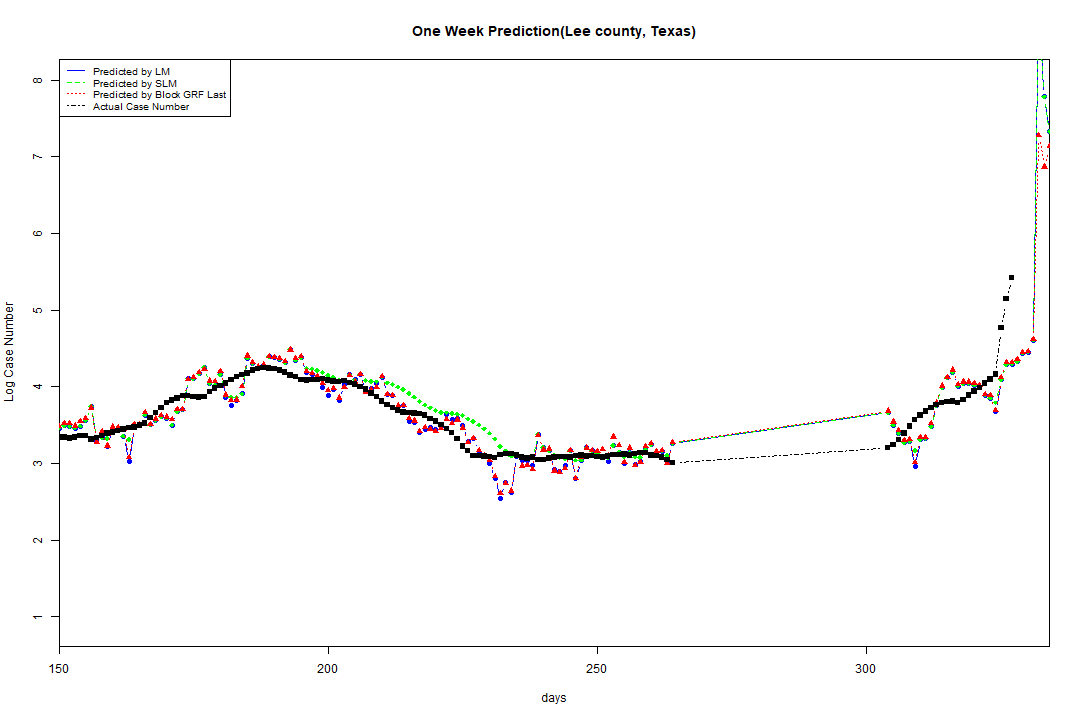 One Week Prediction(Lee county, Texas)
Predicted by LM
Predicted by SLM
Predicted by Block GRF Last
Actual Case Number
8
7
6
5
4
3
2
1
Log Case Number
150 200 250 300
days